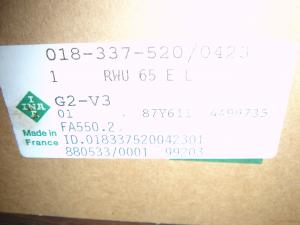 018-337-520/0423
1 RWU 65 E L
INA
G2-V3
01 . 87Y611 4499735
FA550.2.
Made in
France
ID.018337520042301
880533/0001 99203